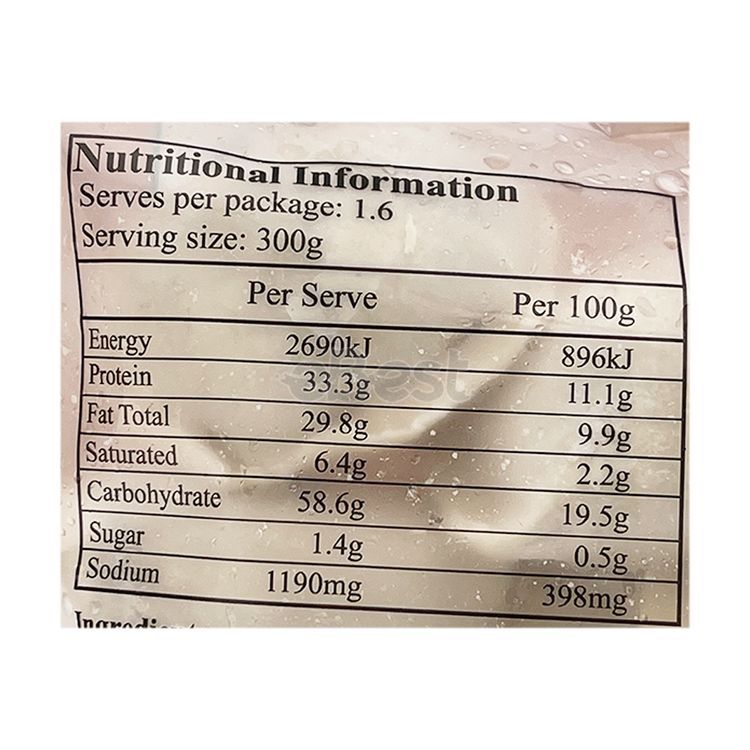 Nutritional Information
Serves per package: 1.6
Serving size: 300g
Per Serve Per 100g
Energy 2690kJ 896kJ
Protein 33.3g 11.1g
Fat Total 29.8g 9.9g
Saturated 6.4g 2.2g
Carbohydrate 58.6g 19.5g
Sugar 1.4g 0.5g
Sodium 1190mg 398mg